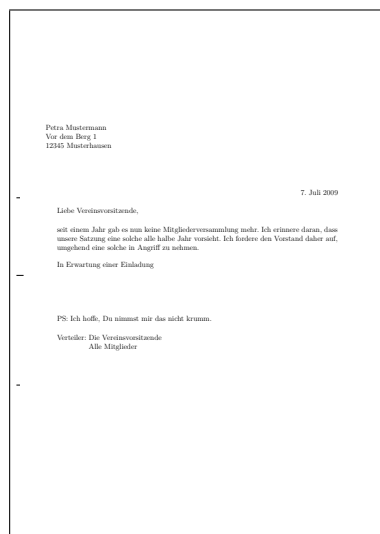 Petra Mustermann
Vor dem Berg 1
12345 Musterhausen
7. Juli 2009
Liebe Vereinsvorsitzende,
seit einem Jahr gab es nun keine Mitgliederversammlung mehr. Ich erinnere daran, dass
unsere Satzung eine solche alle halbe Jahr vorsieht. Ich fordere den Vorstand daher auf,
umgehend eine solche in Angriff zu nehmen.
In Erwartung einer Einladung
PS: Ich hoffe, Du nimmst mir das nicht krumm.
Verteiler: Die Vereinsvorsitzende
Alle Mitglieder